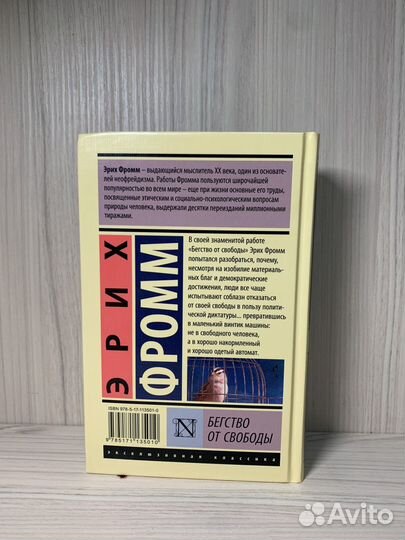 Эрих Фромм – выдающийся мыслитель XX века, один из основате-
лей неофрейдизма. Работы Фромма пользуются широчайшей
популярностью во всем мире – еще при жизни основные его труды,
посвященные этическим и социально-психологическим вопросам
природы человека, выдержали десятки переизданий миллионными
тиражами.
ЭРИХ
ФРОММ
В своей знаменитой работе
«Бегство от свободы» Эрих Фромм
попытался разобраться, почему,
несмотря на изобилие материаль-
ных благ и демократические
достижения, люди все чаще
испытывают соблазн отказаться
от своей свободы в пользу полити-
ческой диктатуры... превратившись
в маленький винтик машины:
не в свободного человека,
а в хорошо накормленный
и хорошо одетый автомат.
ISBN 978-5-17-113501-0
9 785171 135010
N
БЕГСТВО
ОТ СВОБОДЫ
ЭКСКЛЮЗИВНАЯ КЛАССИКА
Avito